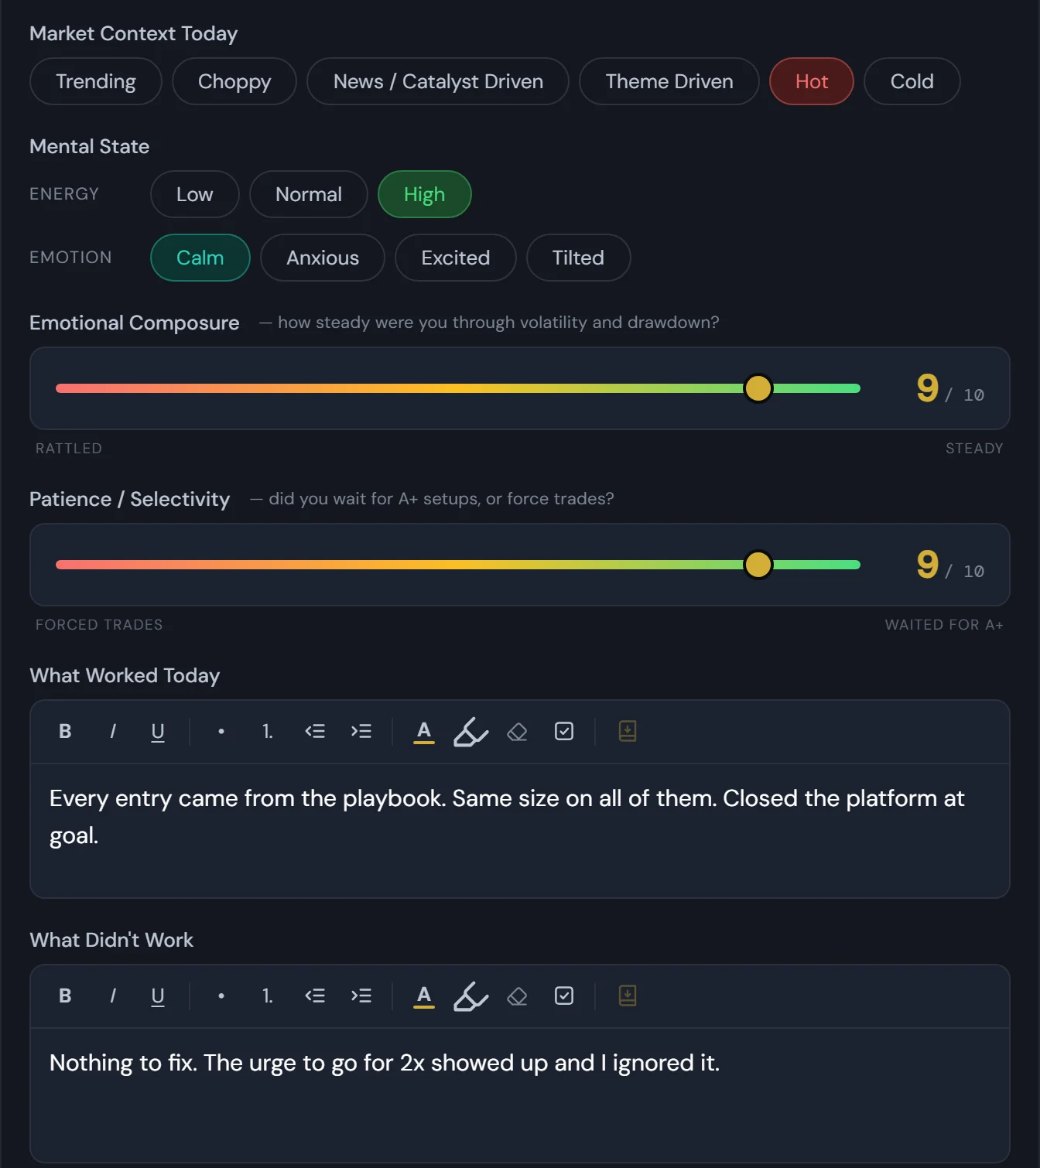 Market Context Today
Trending Choppy News / Catalyst Driven Theme Driven Hot Cold
Mental State
ENERGY Low Normal High
EMOTION Calm Anxious Excited Tilted
Emotional Composure — how steady were you through volatility and drawdown?
9 / 10
RATTLED STEADY
Patience / Selectivity — did you wait for A+ setups, or force trades?
9 / 10
FORCED TRADES WAITED FOR A+
What Worked Today
B I U • 1. A
Every entry came from the playbook. Same size on all of them. Closed the platform at
goal.
What Didn't Work
B I U • 1. A
Nothing to fix. The urge to go for 2x showed up and I ignored it.